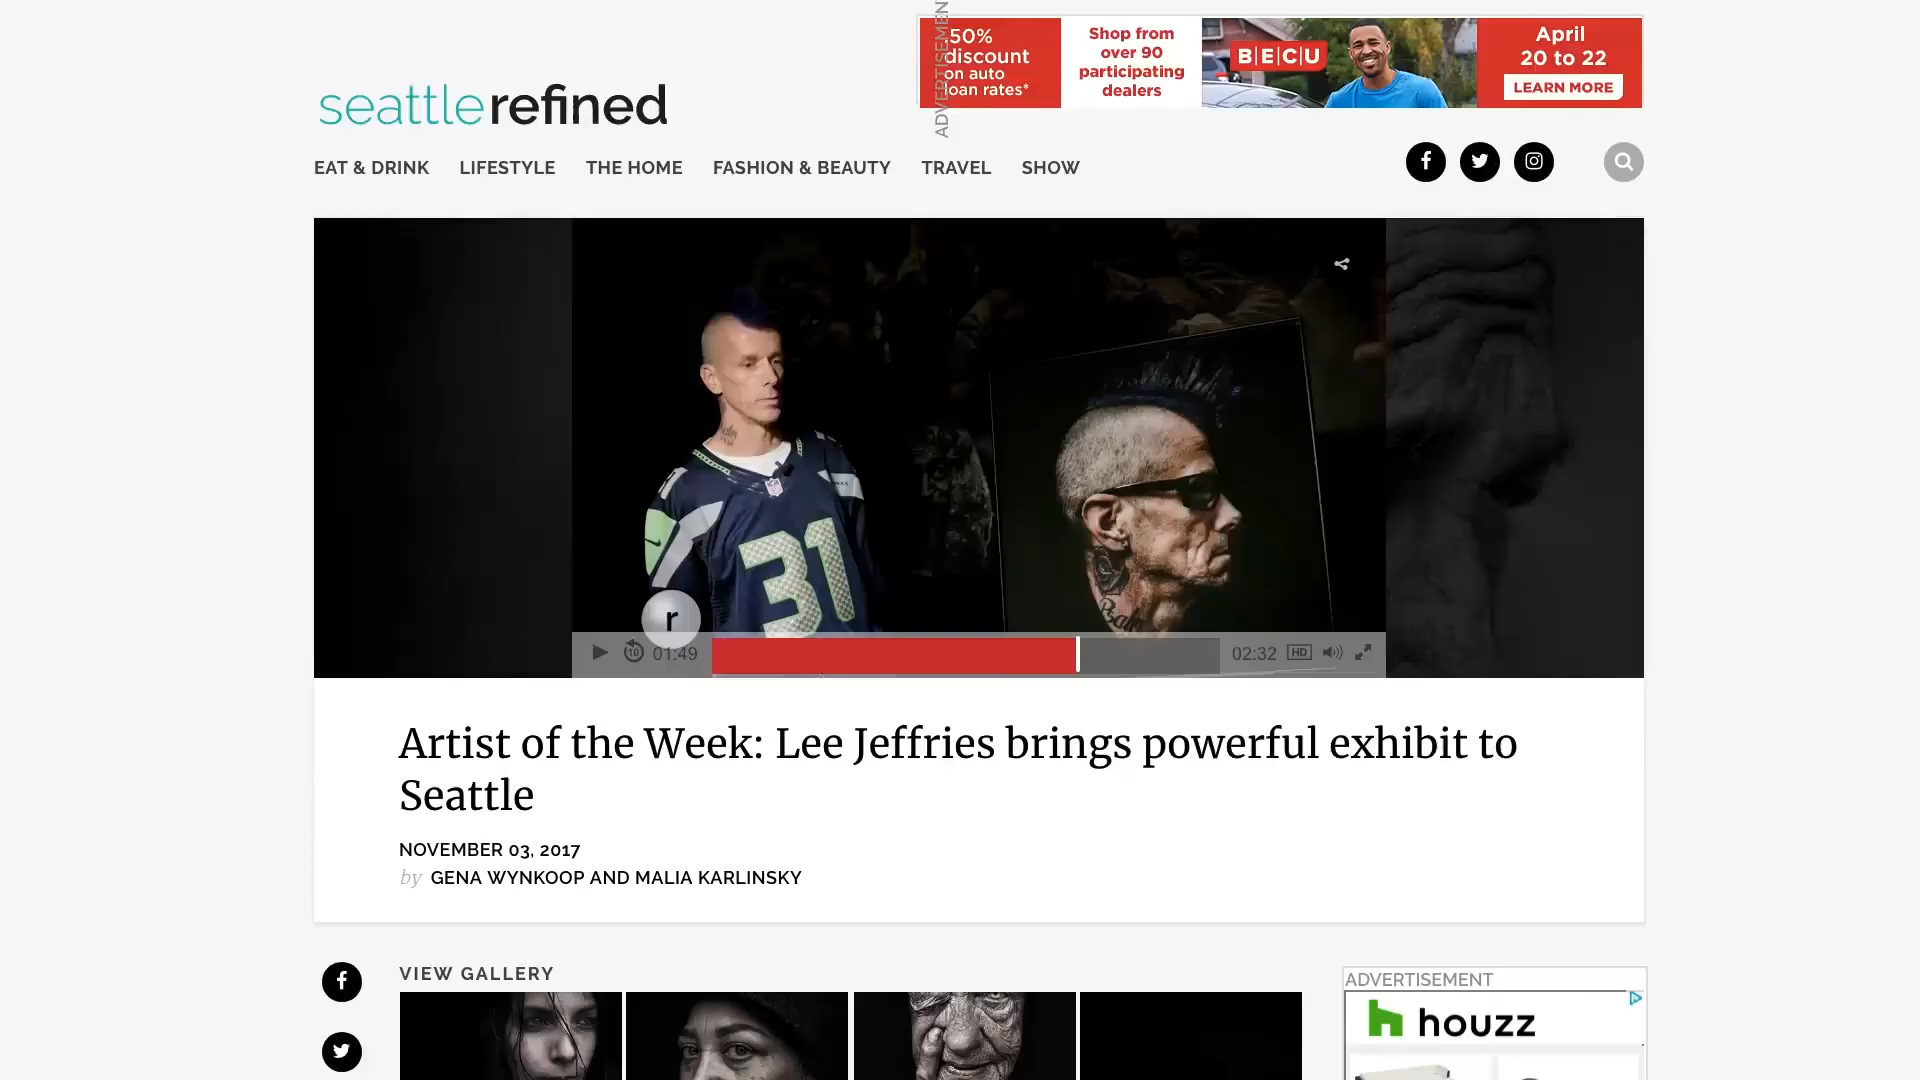 50%
discount
on auto
loan rates*
ADVERTISEMEN
Shop from
over 90
participating
dealers
B|E|C|U
April
20 to 22
LEARN MORE
seattlerefined
EAT & DRINK LIFESTYLE THE HOME FASHION & BEAUTY TRAVEL SHOW
31
r
10 01:49 02:32 HD
Artist of the Week: Lee Jeffries brings powerful exhibit to
Seattle
NOVEMBER 03, 2017
by GENA WYNKOOP AND MALIA KARLINSKY
VIEW GALLERY
ADVERTISEMENT
houzz